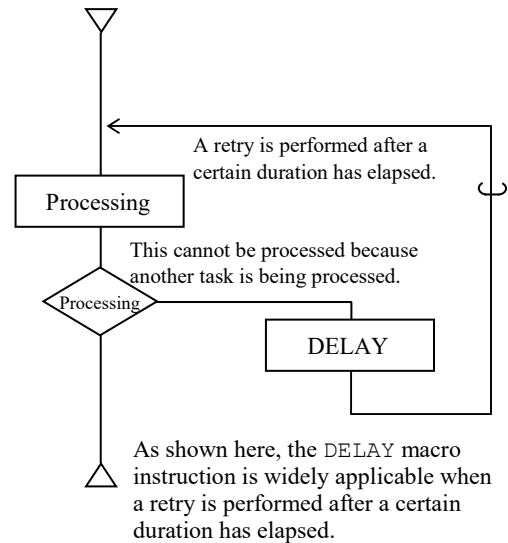 A retry is performed after a
certain duration has elapsed.
Processing
This cannot be processed because
another task is being processed.
Processing
DELAY
As shown here, the DELAY macro
instruction is widely applicable when
a retry is performed after a certain
duration has elapsed.